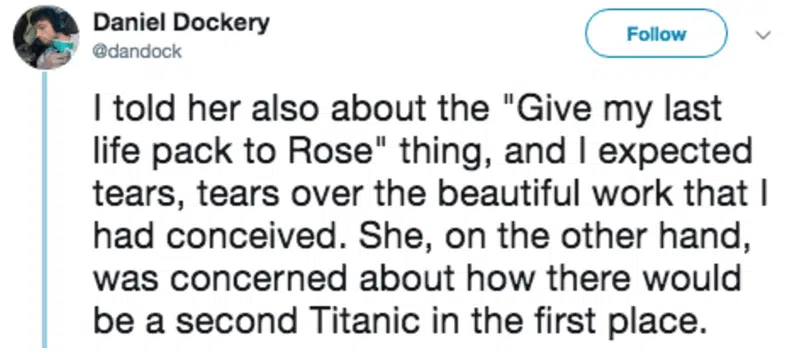 Daniel Dockery
@dandock
Follow
I told her also about the "Give my last
life pack to Rose" thing, and I expected
tears, tears over the beautiful work that I
had conceived. She, on the other hand,
was concerned about how there would
be a second Titanic in the first place.